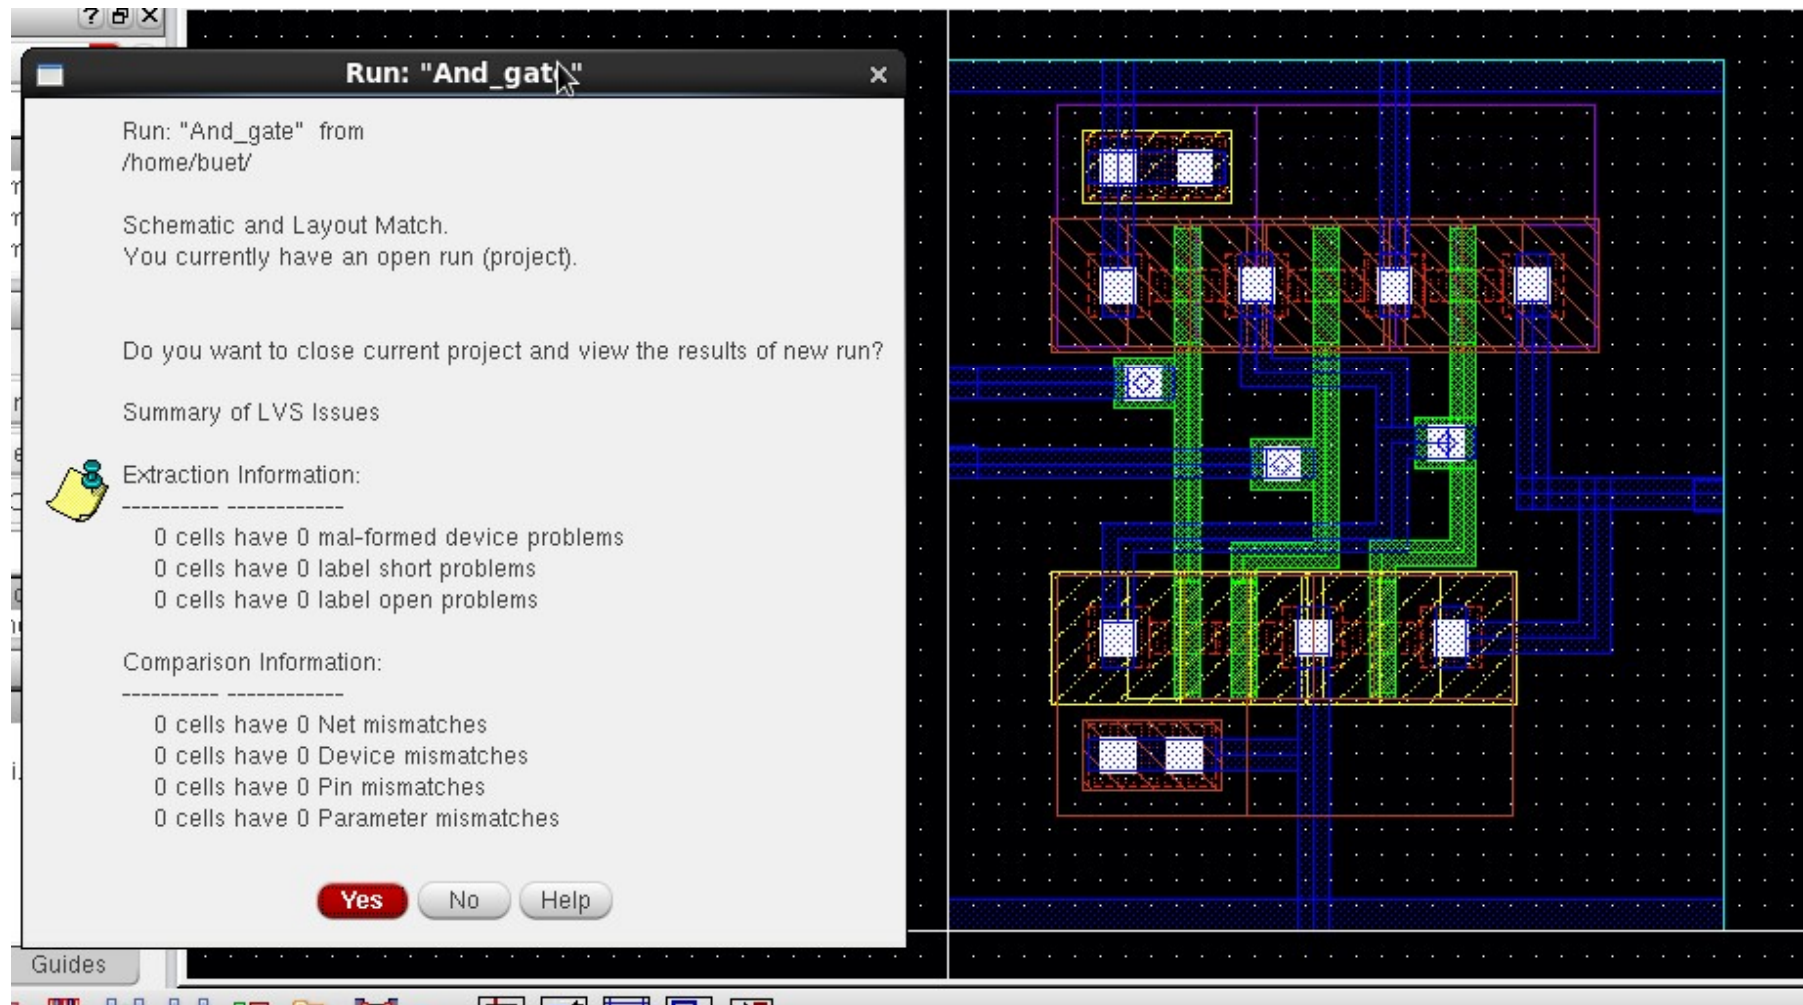 Run: "And_gate"
Run: "And_gate" from
/home/buet/
Schematic and Layout Match.
You currently have an open run (project).
Do you want to close current project and view the results of new run?
Summary of LVS Issues
Extraction Information:
---------- ------------
0 cells have 0 mal-formed device problems
0 cells have 0 label short problems
0 cells have 0 label open problems
Comparison Information:
---------- ------------
0 cells have 0 Net mismatches
0 cells have 0 Device mismatches
0 cells have 0 Pin mismatches
0 cells have 0 Parameter mismatches
Yes No Help
Guides